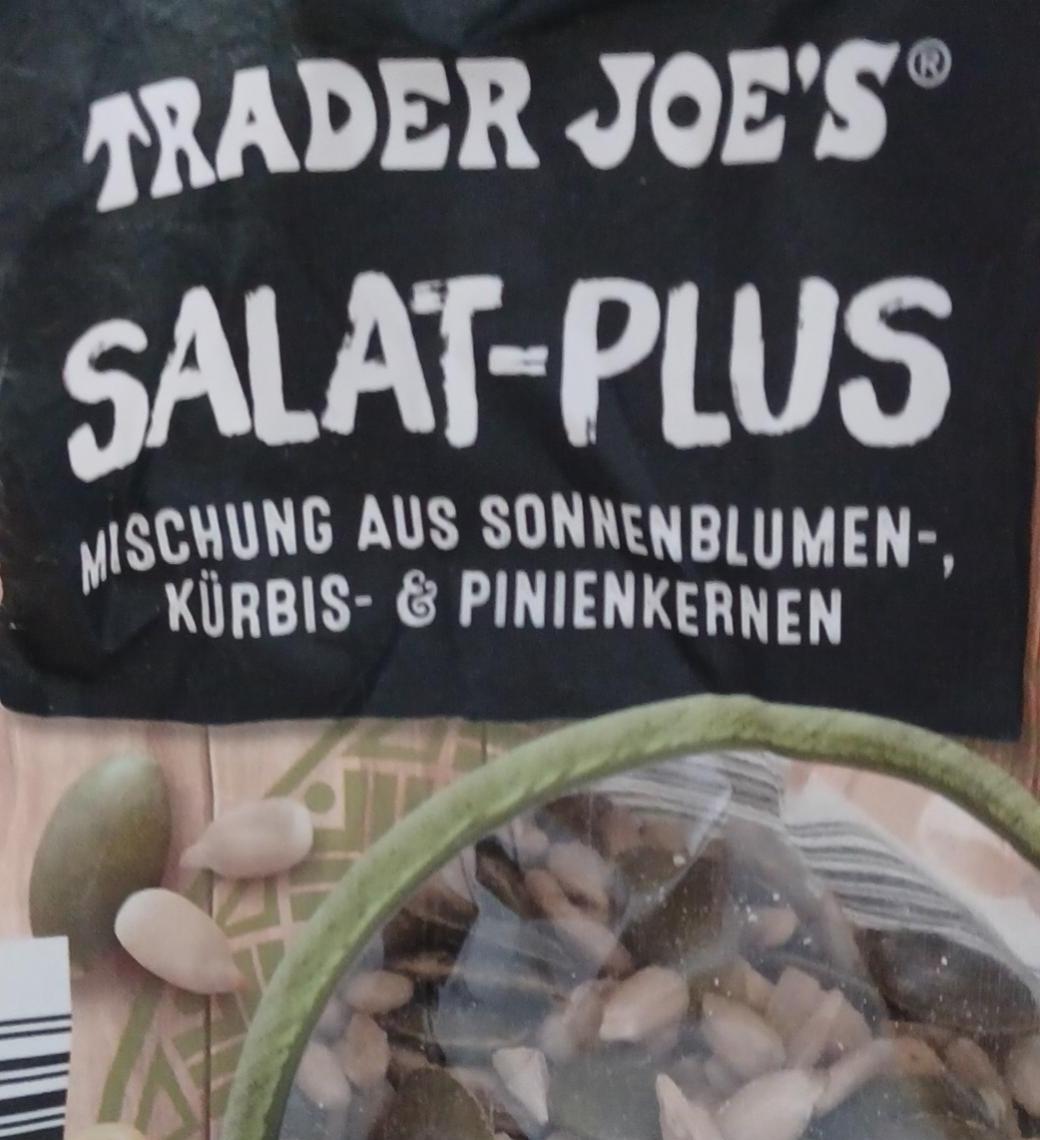 TRADER JOE'S®
SALAT-PLUS
MISCHUNG AUS SONNENBLUMEN-,
KÜRBIS- & PINIENKERNEN